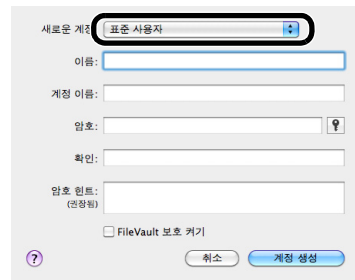 새로운 계정: 표준 사용자
이름:
계정 이름:
암호:
확인:
암호 힌트:
(권장됨)
FileVault 보호 켜기
? 취소 계정 생성